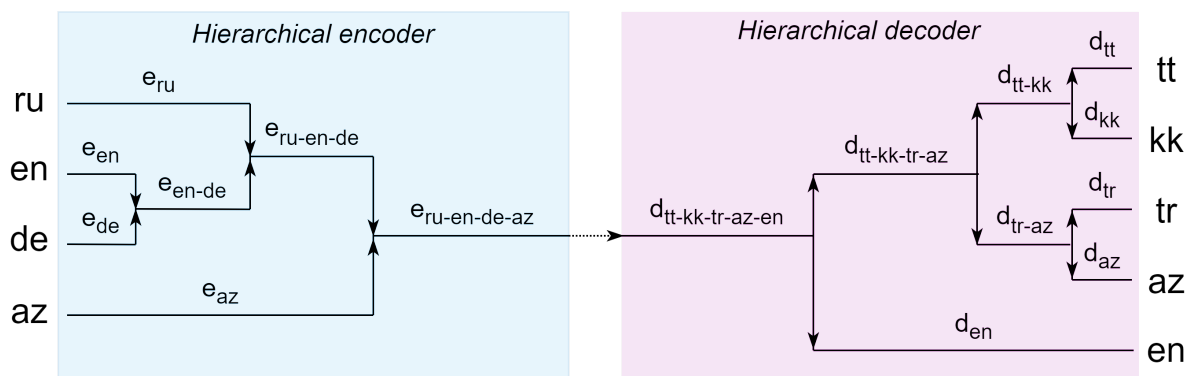 Hierarchical encoder
ru
en
de
az
e_ru
e_en
e_de
e_en-de
e_ru-en-de
e_az
e_ru-en-de-az
Hierarchical decoder
d_tt-kk-tr-az-en
d_tt-kk-tr-az
d_tt-kk
d_tr-az
d_tt
d_kk
d_tr
d_az
d_en
tt
kk
tr
az
en